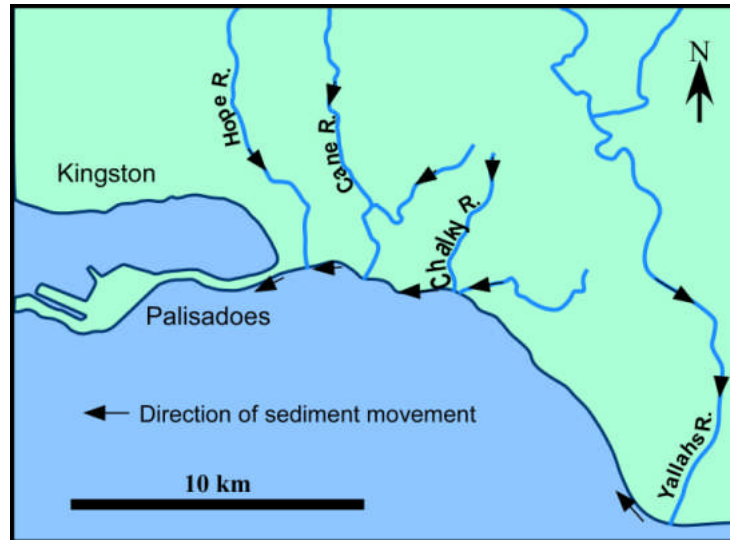 N
Hope R.
Cane R.
Kingston
Chalky R.
Palisadoes
Direction of sediment movement
10 km
Yallahs R.